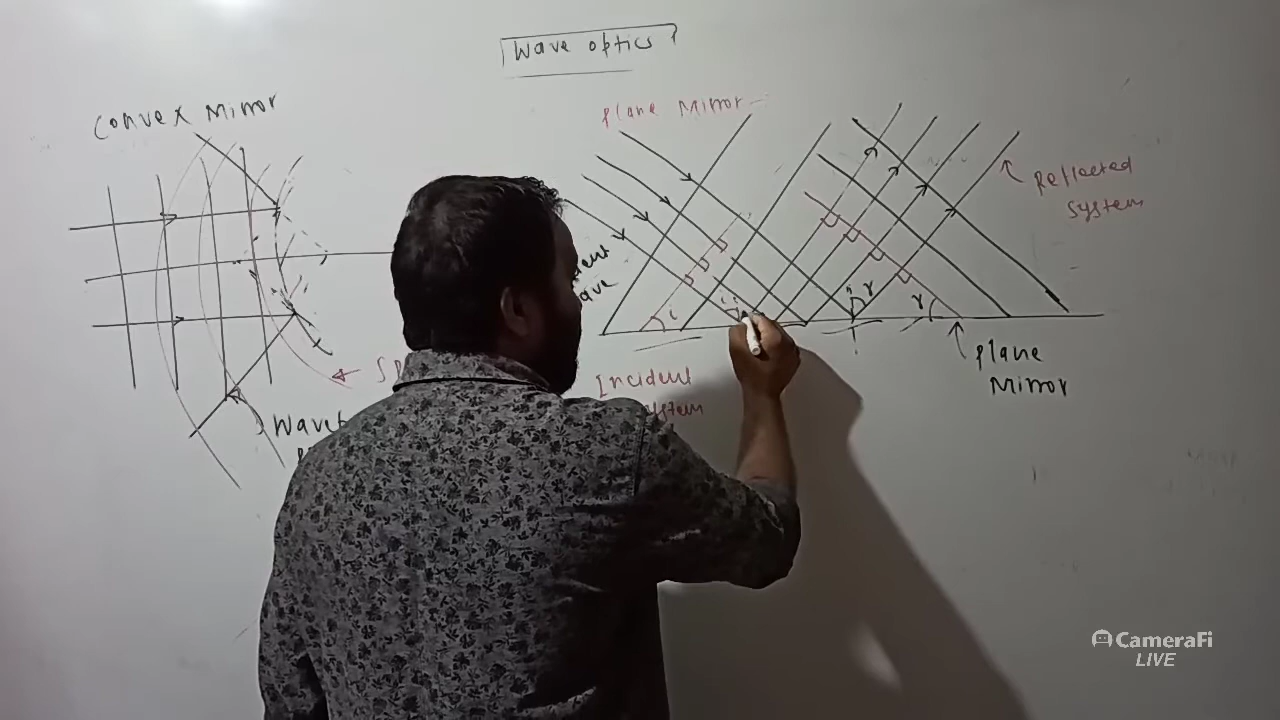 Wave optics
Convex Mirror
Plane Mirror -
Reflected
System
i
i
i
r
r
Plane
Mirror
Incident
CameraFi
LIVE